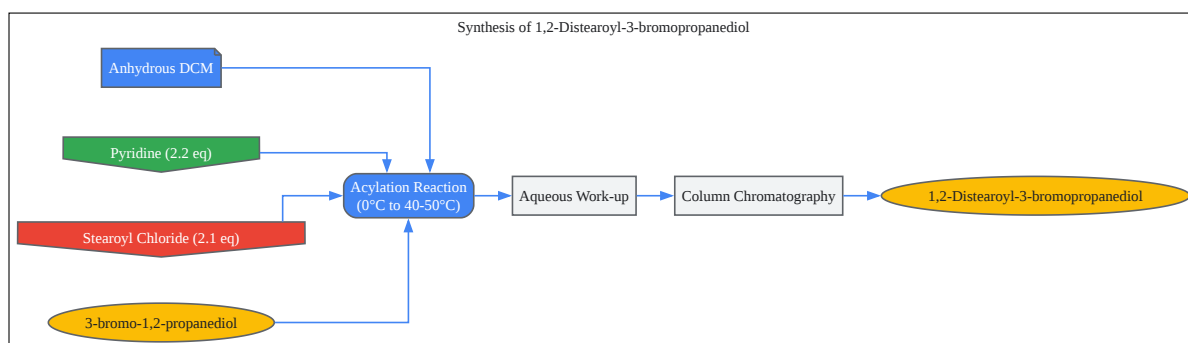 Synthesis of 1,2-Distearoyl-3-bromopropanediol
Anhydrous DCM
Pyridine (2.2 eq)
Stearoyl Chloride (2.1 eq)
3-bromo-1,2-propanediol
Acylation Reaction
(0°C to 40-50°C)
Aqueous Work-up
Column Chromatography
1,2-Distearoyl-3-bromopropanediol